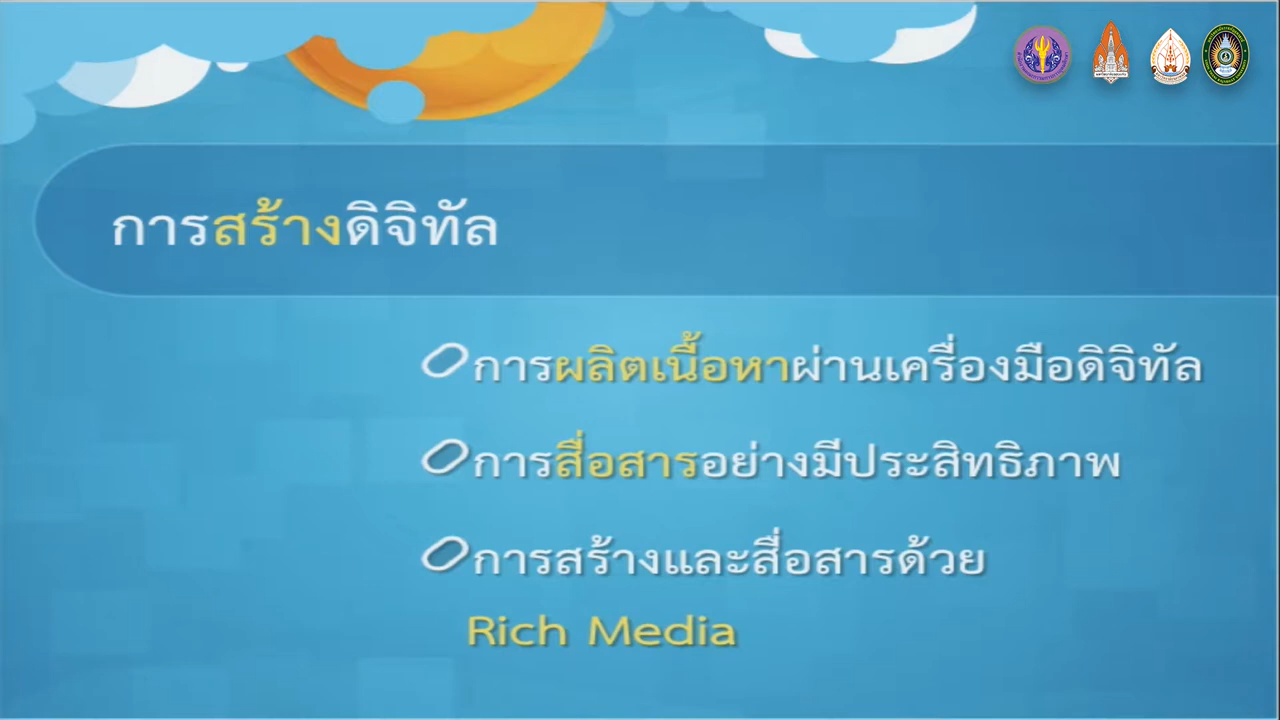 การสร้างดิจิทัล
การผลิตเนื้อหาผ่านเครื่องมือดิจิทัล
การสื่อสารอย่างมีประสิทธิภาพ
การสร้างและสื่อสารด้วย
Rich Media